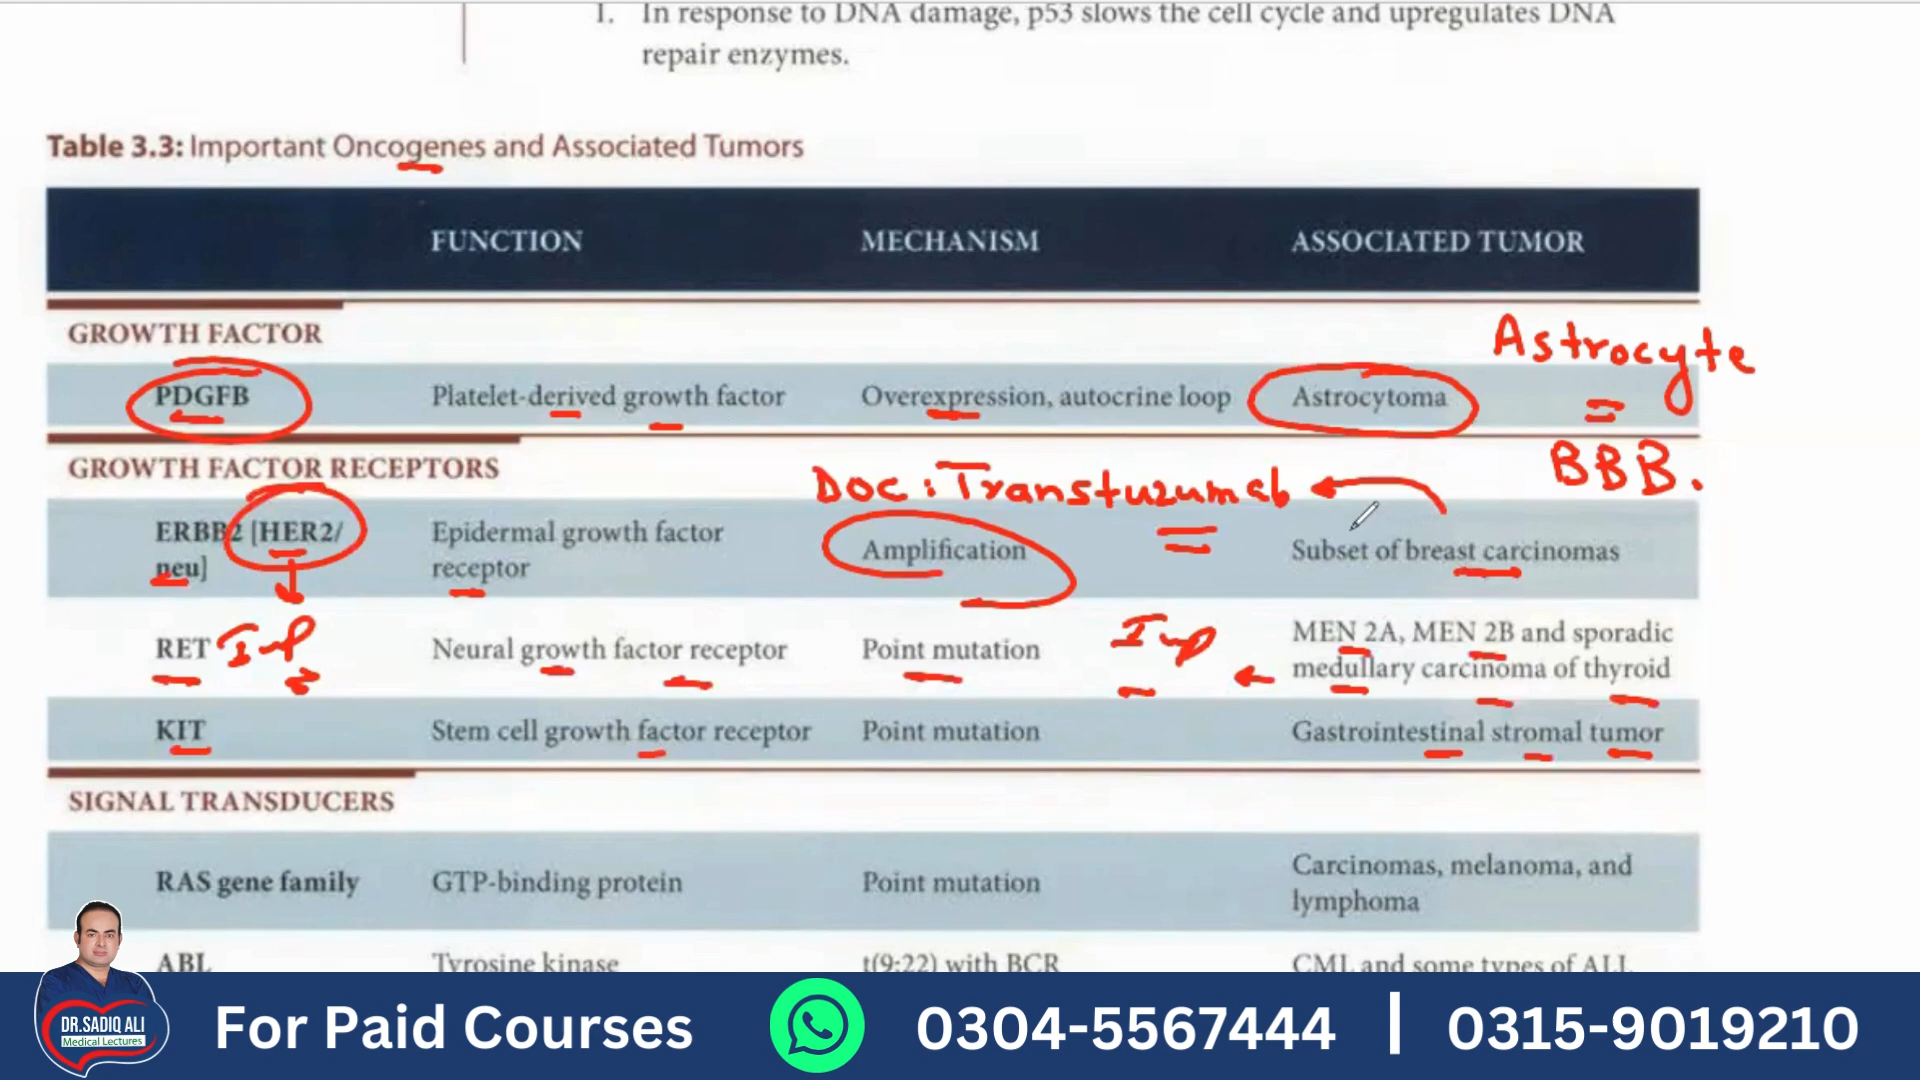 1. In response to DNA damage, p53 slows the cell cycle and upregulates DNA
repair enzymes.
Table 3.3: Important Oncogenes and Associated Tumors
FUNCTION MECHANISM ASSOCIATED TUMOR
GROWTH FACTOR
Astrocyte
PDGFB Platelet-derived growth factor Overexpression, autocrine loop Astrocytoma
GROWTH FACTOR RECEPTORS
BBB.
Doc: Transtuzumab
ERBB2 [HER2/
neu] Epidermal growth factor
receptor Amplification Subset of breast carcinomas
RET Imp Neural growth factor receptor Point mutation Imp MEN 2A, MEN 2B and sporadic
medullary carcinoma of thyroid
KIT Stem cell growth factor receptor Point mutation Gastrointestinal stromal tumor
SIGNAL TRANSDUCERS
RAS gene family GTP-binding protein Point mutation Carcinomas, melanoma, and
lymphoma
ABL Tyrosine kinase t(9;22) with BCR CML and some types of ALL
DR.SADIQ ALI
Medical Lectures
For Paid Courses 0304-5567444 | 0315-9019210